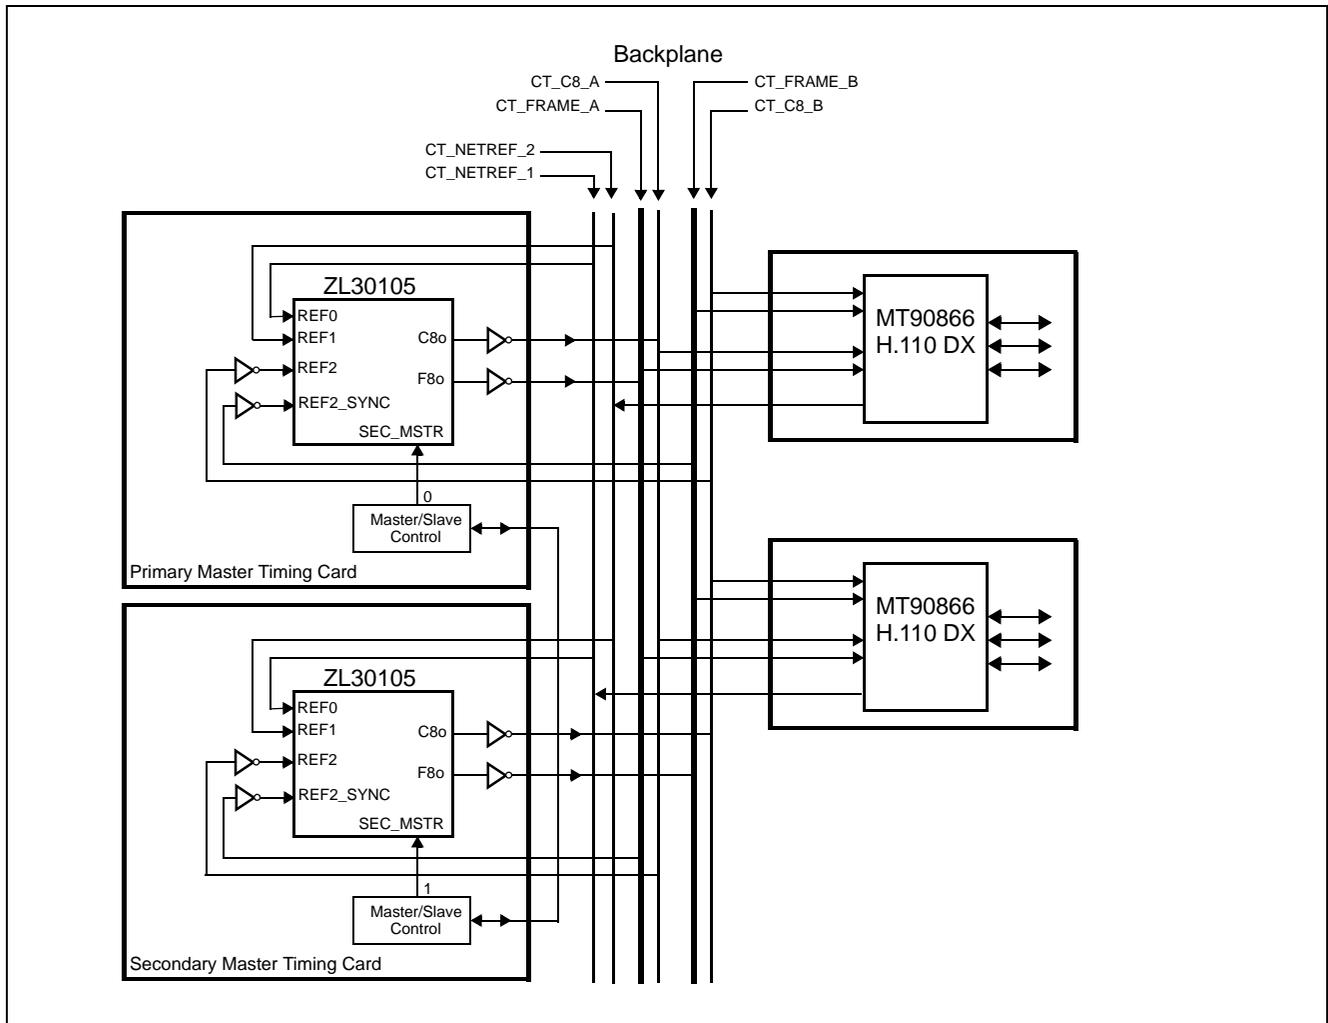 Backplane
CT_C8_A
CT_FRAME_B
CT_FRAME_A
CT_C8_B
CT_NETREF_2
CT_NETREF_1
ZL30105
REF0
REF1
REF2
REF2_SYNC
C8o
F8o
SEC_MSTR
0
Master/Slave
Control
Primary Master Timing Card
MT90866
H.110 DX
ZL30105
REF0
REF1
REF2
REF2_SYNC
C8o
F8o
SEC_MSTR
1
Master/Slave
Control
Secondary Master Timing Card
MT90866
H.110 DX